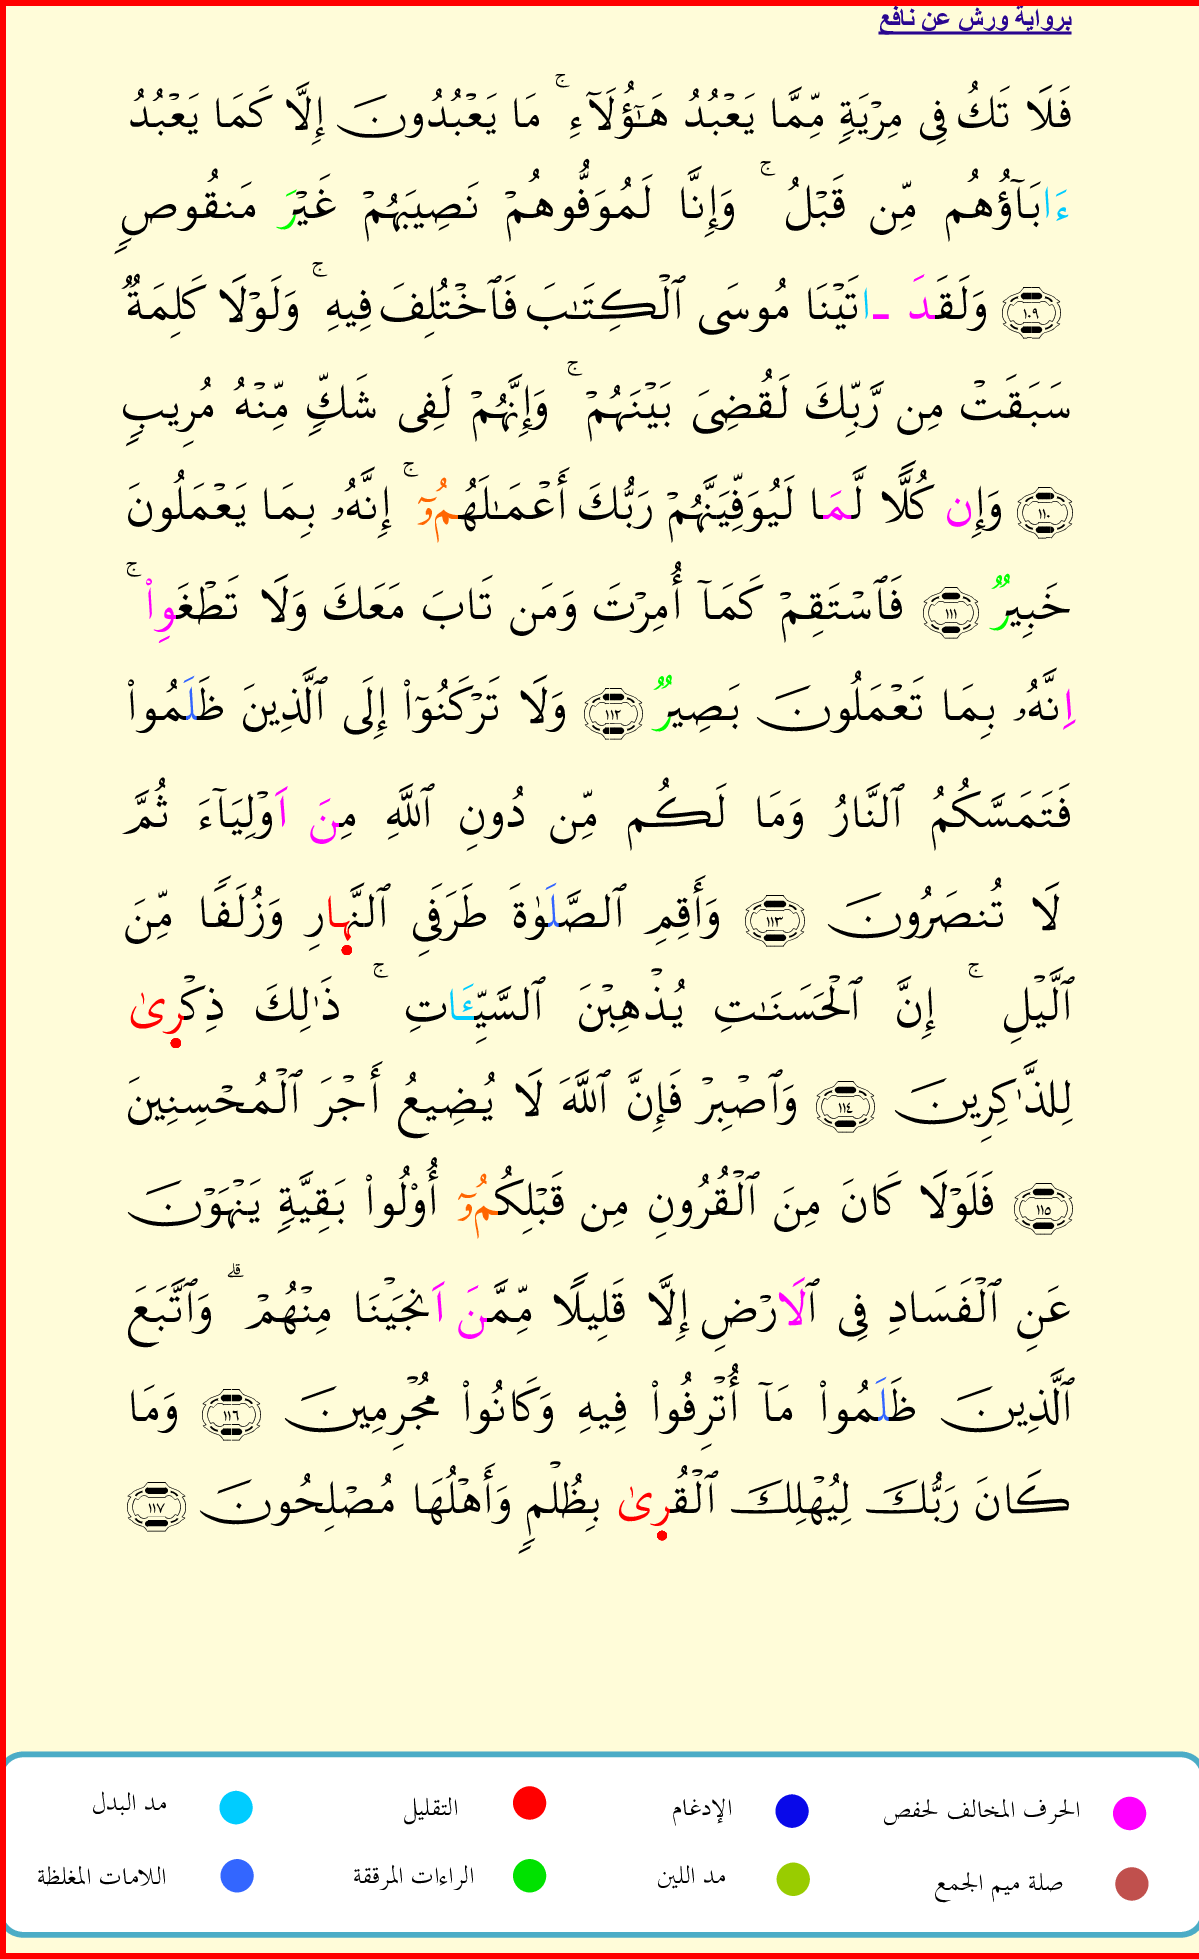 برواية ورش عن نافع
فَلَا تَكُ فِى مِرْيَةٍ مِّمَّا يَعْبُدُ هَـٰٓؤُلَآءِ ۚ مَا يَعْبُدُونَ إِلَّا كَمَا يَعْبُدُ
ءَابَآؤُهُم مِّن قَبْلُ ۚ وَإِنَّا لَمُوَفُّوهُمْ نَصِيبَهُمْ غَيْرَ مَنقُوصٍ
١٠٩ وَلَقَدَ ـاتَيْنَا مُوسَى ٱلْكِتَـٰبَ فَٱخْتُلِفَ فِيهِ ۚ وَلَوْلَا كَلِمَةٌ
سَبَقَتْ مِن رَّبِّكَ لَقُضِىَ بَيْنَهُمْ ۚ وَإِنَّهُمْ لَفِى شَكٍّ مِّنْهُ مُرِيبٍ
١١٠ وَإِن كُلًّا لَّمَا لَيُوَفِّيَنَّهُمْ رَبُّكَ أَعْمَـٰلَهُمُۥٓ ۚ إِنَّهُۥ بِمَا يَعْمَلُونَ
خَبِيرٌ ١١١ فَٱسْتَقِمْ كَمَآ أُمِرْتَ وَمَن تَابَ مَعَكَ وَلَا تَطْغَوِا۟ ۚ
اِنَّهُۥ بِمَا تَعْمَلُونَ بَصِيرٌ ١١٢ وَلَا تَرْكَنُوٓا۟ إِلَى ٱلَّذِينَ ظَلَمُوا۟
فَتَمَسَّكُمُ ٱلنَّارُ وَمَا لَكُم مِّن دُونِ ٱللَّهِ مِنَ اَوْلِيَآءَ ثُمَّ
لَا تُنصَرُونَ ١١٣ وَأَقِمِ ٱلصَّلَوٰةَ طَرَفَىِ ٱلنَّهارِ وَزُلَفًا مِّنَ
ٱلَّيْلِ ۚ إِنَّ ٱلْحَسَنَـٰتِ يُذْهِبْنَ ٱلسَّيِّـَٔاتِ ۚ ذَٰلِكَ ذِكْرِىٰ
لِلذَّٰكِرِينَ ١١٤ وَٱصْبِرْ فَإِنَّ ٱللَّهَ لَا يُضِيعُ أَجْرَ ٱلْمُحْسِنِينَ
١١٥ فَلَوْلَا كَانَ مِنَ ٱلْقُرُونِ مِن قَبْلِكُمُۥٓ أُو۟لُوا۟ بَقِيَّةٍ يَنْهَوْنَ
عَنِ ٱلْفَسَادِ فِى ٱلَارْضِ إِلَّا قَلِيلًا مِّمَّنَ اَنجَيْنَا مِنْهُمْ ۗ وَٱتَّبَعَ
ٱلَّذِينَ ظَلَمُوا۟ مَآ أُتْرِفُوا۟ فِيهِ وَكَانُوا۟ مُجْرِمِينَ ١١٦ وَمَا
كَانَ رَبُّكَ لِيُهْلِكَ ٱلْقُرِىٰ بِظُلْمٍ وَأَهْلُهَا مُصْلِحُونَ ١١٧
الحرف المخالف لحفص الإدغام التقليل مد البدل
صلة ميم الجمع مد اللين الراءات المرققة اللامات المغلظة